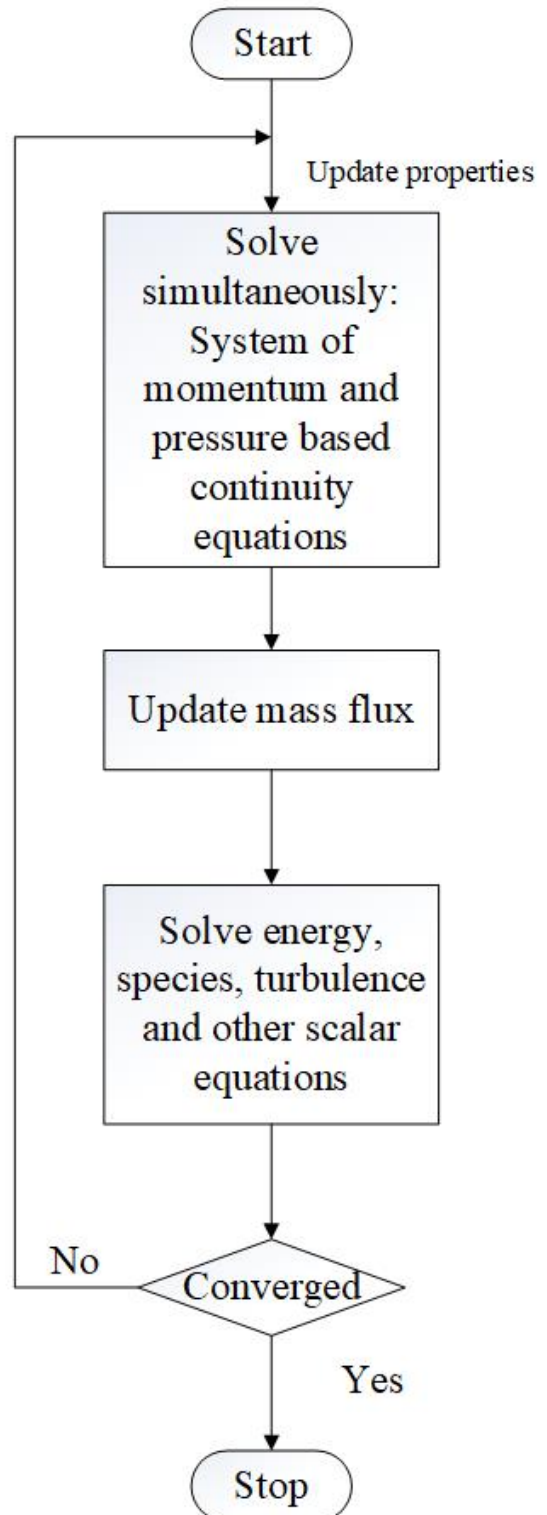 Start
Update properties
Solve
simultaneously:
System of
momentum and
pressure based
continuity
equations
Update mass flux
Solve energy,
species, turbulence
and other scalar
equations
No
Converged
Yes
Stop